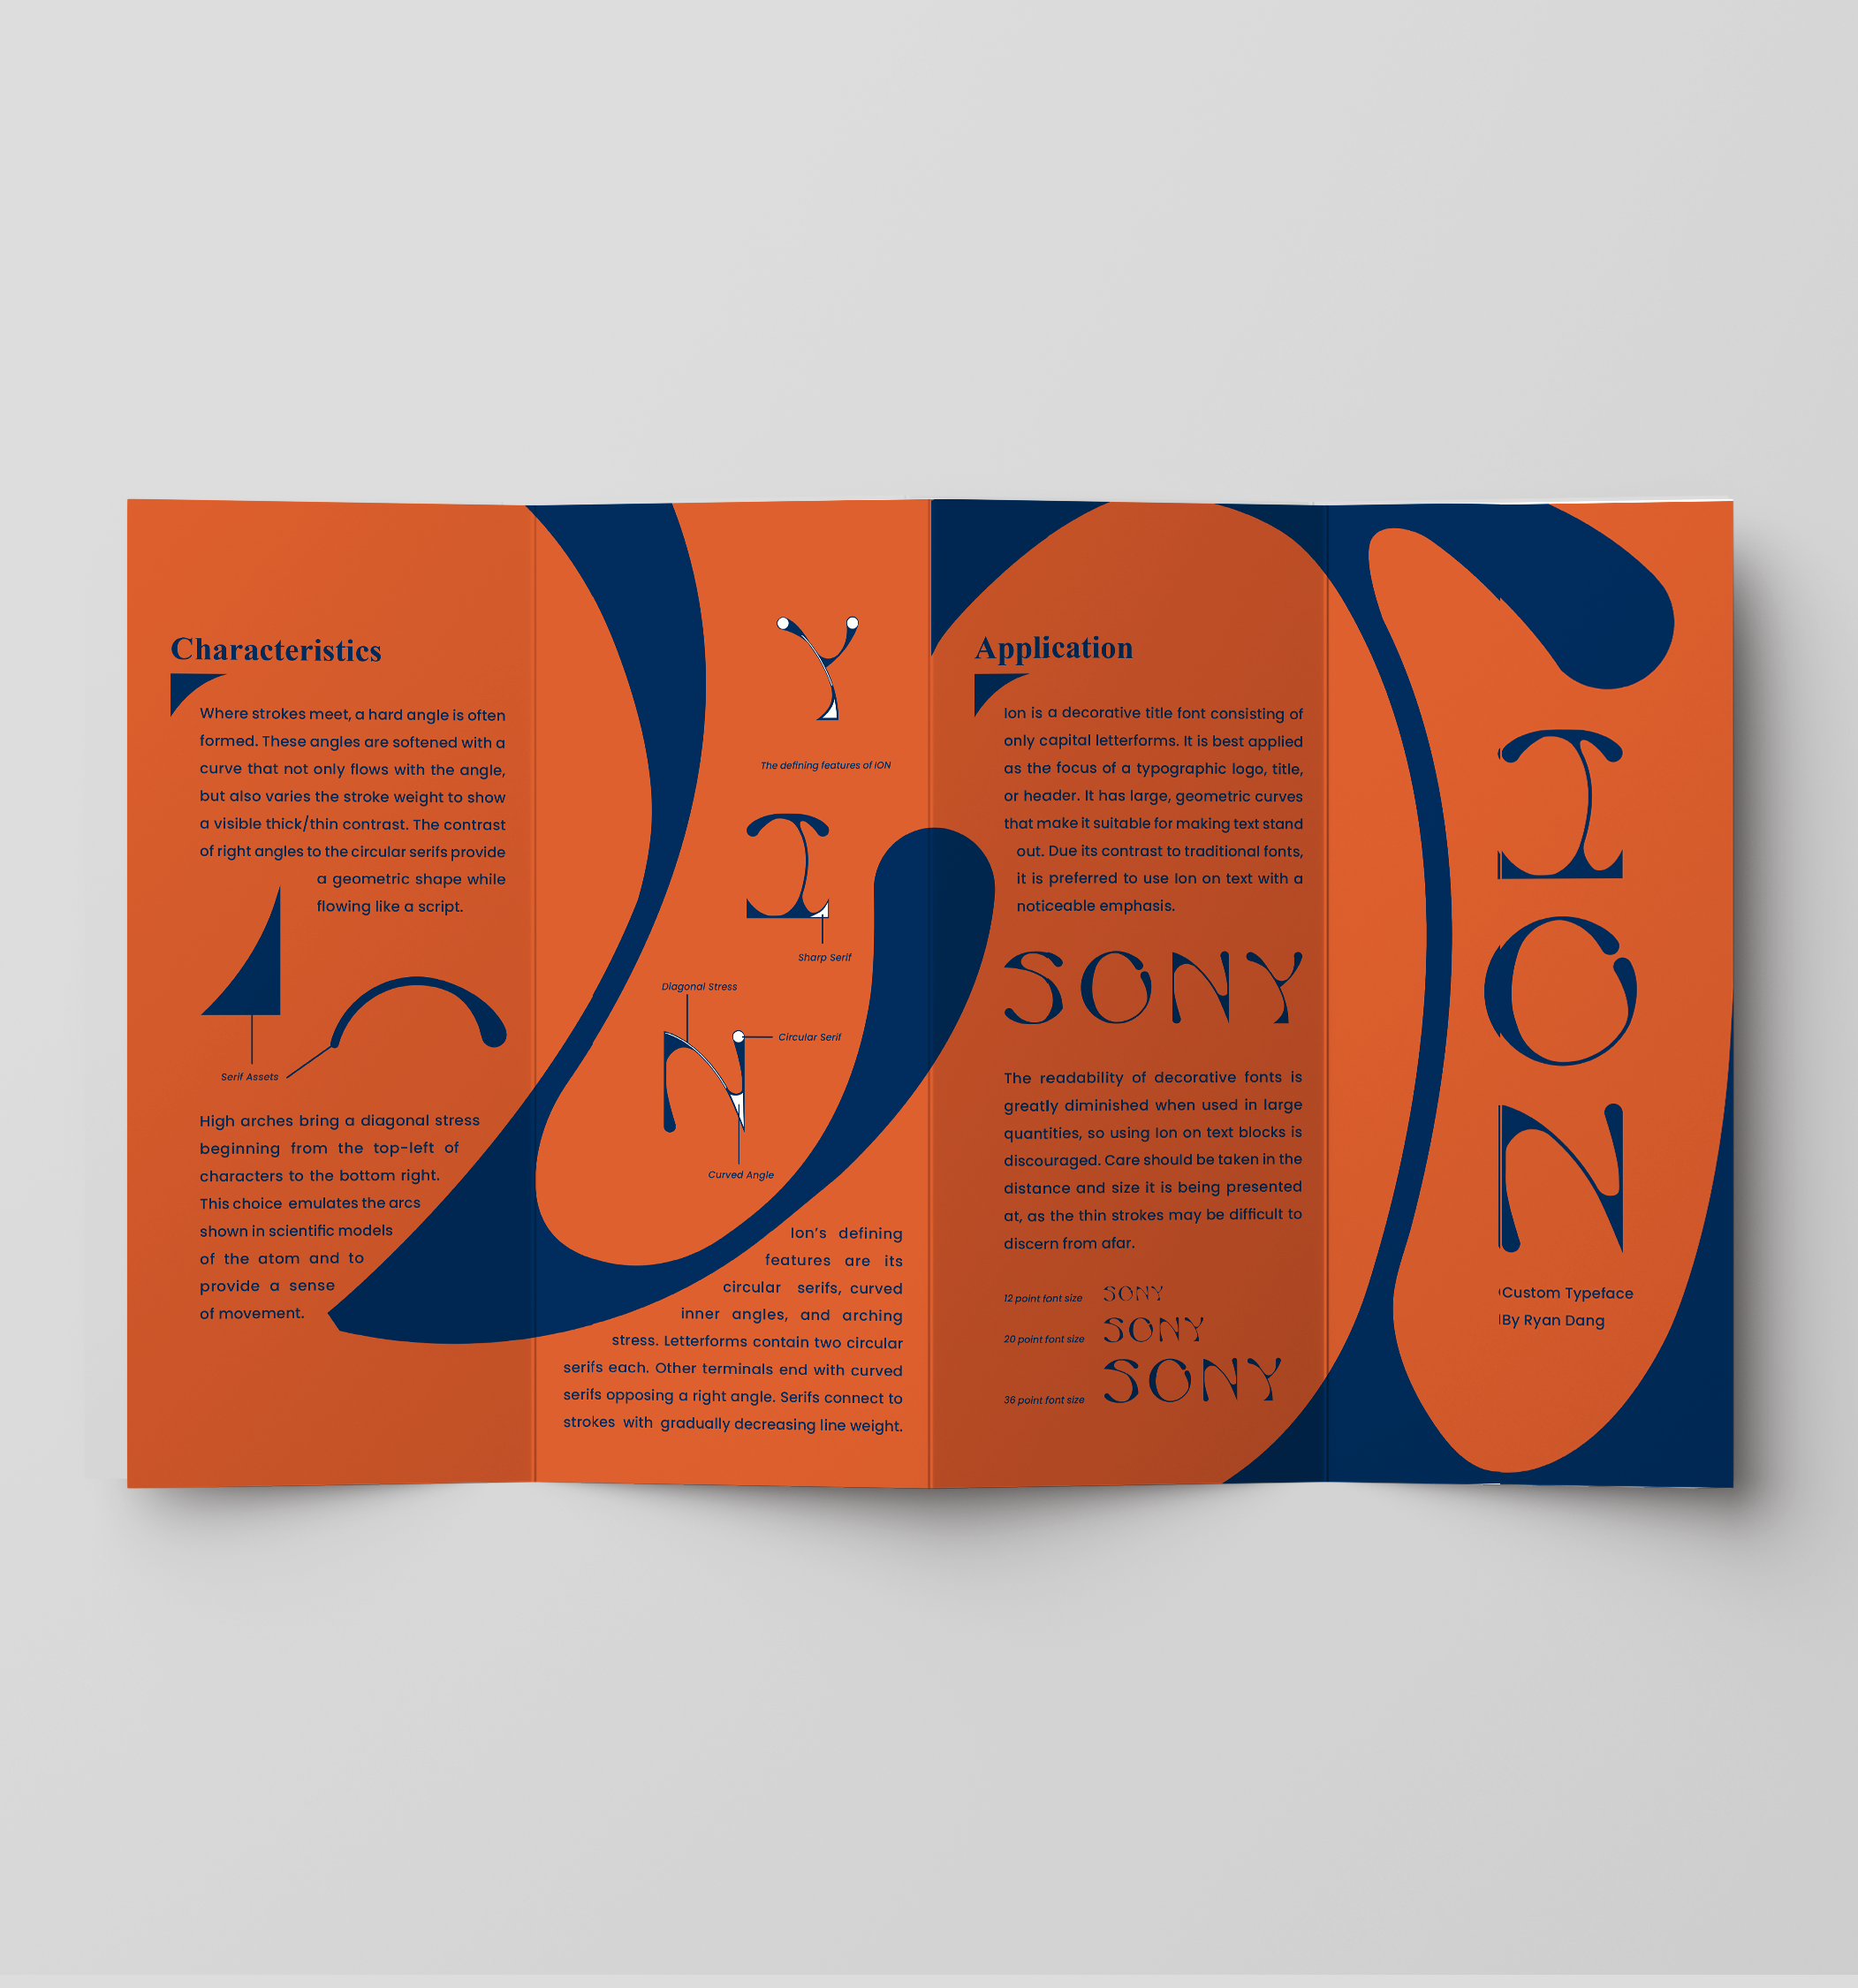 Characteristics
Where strokes meet, a hard angle is often
formed. These angles are softened with a
curve that not only flows with the angle,
but also varies the stroke weight to show
a visible thick/thin contrast. The contrast
of right angles to the circular serifs provide
a geometric shape while
flowing like a script.
Serif Assets
High arches bring a diagonal stress
beginning from the top-left of
characters to the bottom right.
This choice emulates the arcs
shown in scientific models
of the atom and to
provide a sense
of movement.
Y
The defining features of ION
I
Sharp Serif
Diagonal Stress
N
Circular Serif
Curved Angle
Ion's defining
features are its
circular serifs, curved
inner angles, and arching
stress. Letterforms contain two circular
serifs each. Other terminals end with curved
serifs opposing a right angle. Serifs connect to
strokes with gradually decreasing line weight.
Application
Ion is a decorative title font consisting of
only capital letterforms. It is best applied
as the focus of a typographic logo, title,
or header. It has large, geometric curves
that make it suitable for making text stand
out. Due its contrast to traditional fonts,
it is preferred to use Ion on text with a
noticeable emphasis.
SONY
The readability of decorative fonts is
greatly diminished when used in large
quantities, so using Ion on text blocks is
discouraged. Care should be taken in the
distance and size it is being presented
at, as the thin strokes may be difficult to
discern from afar.
12 point font size SONY
20 point font size SONY
36 point font size SONY
I
O
N
Custom Typeface
By Ryan Dang